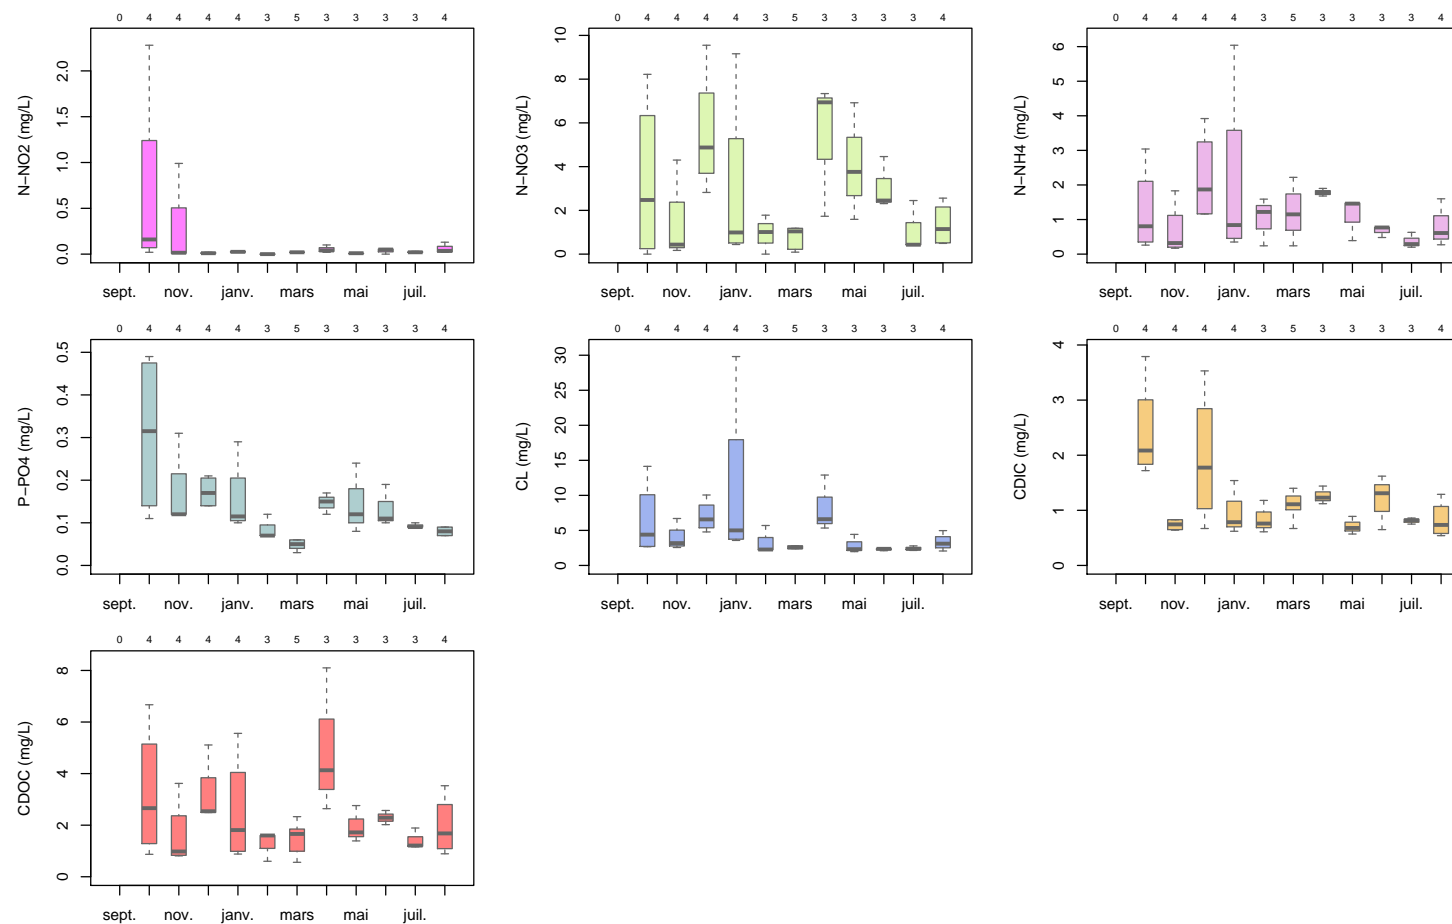 0 4 4 4 4 3 5 3 3 3 3 4
N−NO2 (mg/L)
0.0 0.5 1.0 1.5 2.0
sept. nov. janv. mars mai juil.
0 4 4 4 4 3 5 3 3 3 3 4
N−NO3 (mg/L)
0 2 4 6 8 10
sept. nov. janv. mars mai juil.
0 4 4 4 4 3 5 3 3 3 3 4
N−NH4 (mg/L)
0 1 2 3 4 5 6
sept. nov. janv. mars mai juil.
0 4 4 4 4 3 5 3 3 3 3 4
P−PO4 (mg/L)
0.0 0.1 0.2 0.3 0.4 0.5
sept. nov. janv. mars mai juil.
0 4 4 4 4 3 5 3 3 3 3 4
CL (mg/L)
0 5 10 15 20 25 30
sept. nov. janv. mars mai juil.
0 4 4 4 4 3 5 3 3 3 3 4
CDIC (mg/L)
0 1 2 3 4
sept. nov. janv. mars mai juil.
0 4 4 4 4 3 5 3 3 3 3 4
CDOC (mg/L)
0 2 4 6 8
sept. nov. janv. mars mai juil.